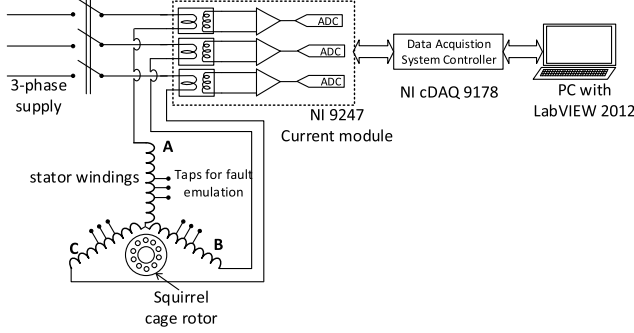 ADC
ADC
ADC
3-phase
supply
Data Acquistion
System Controller
NI cDAQ 9178
PC with
LabVIEW 2012
NI 9247
Current module
A
stator windings
Taps for fault
emulation
C
B
Squirrel
cage rotor